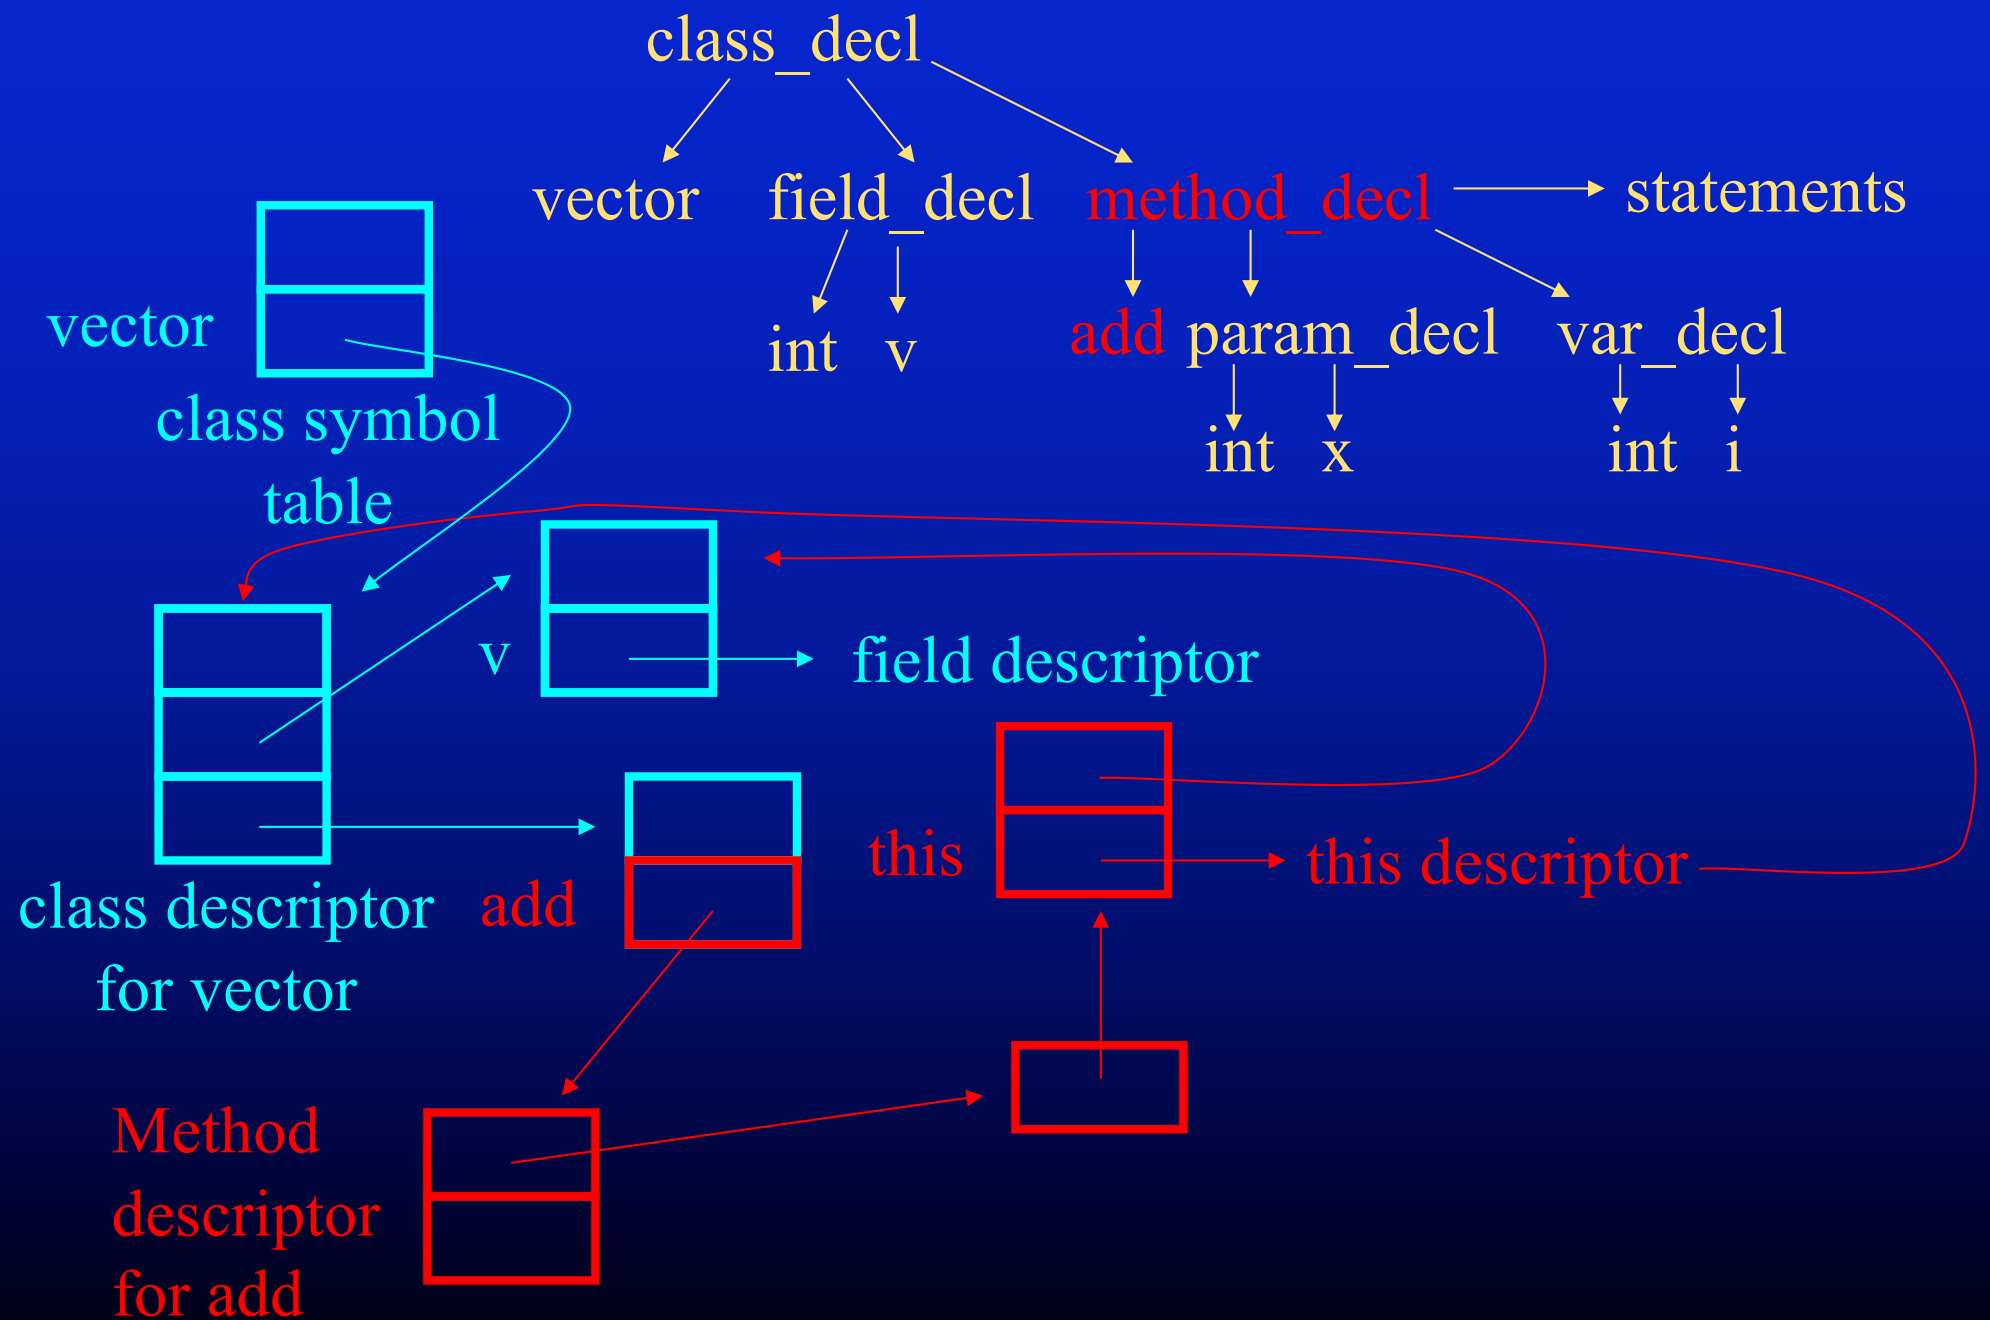 class_decl
vector field_decl method_decl statements
vector
int v add param_decl var_decl
int x int i
class symbol
table
v field descriptor
this this descriptor
class descriptor add
for vector
Method
descriptor
for add